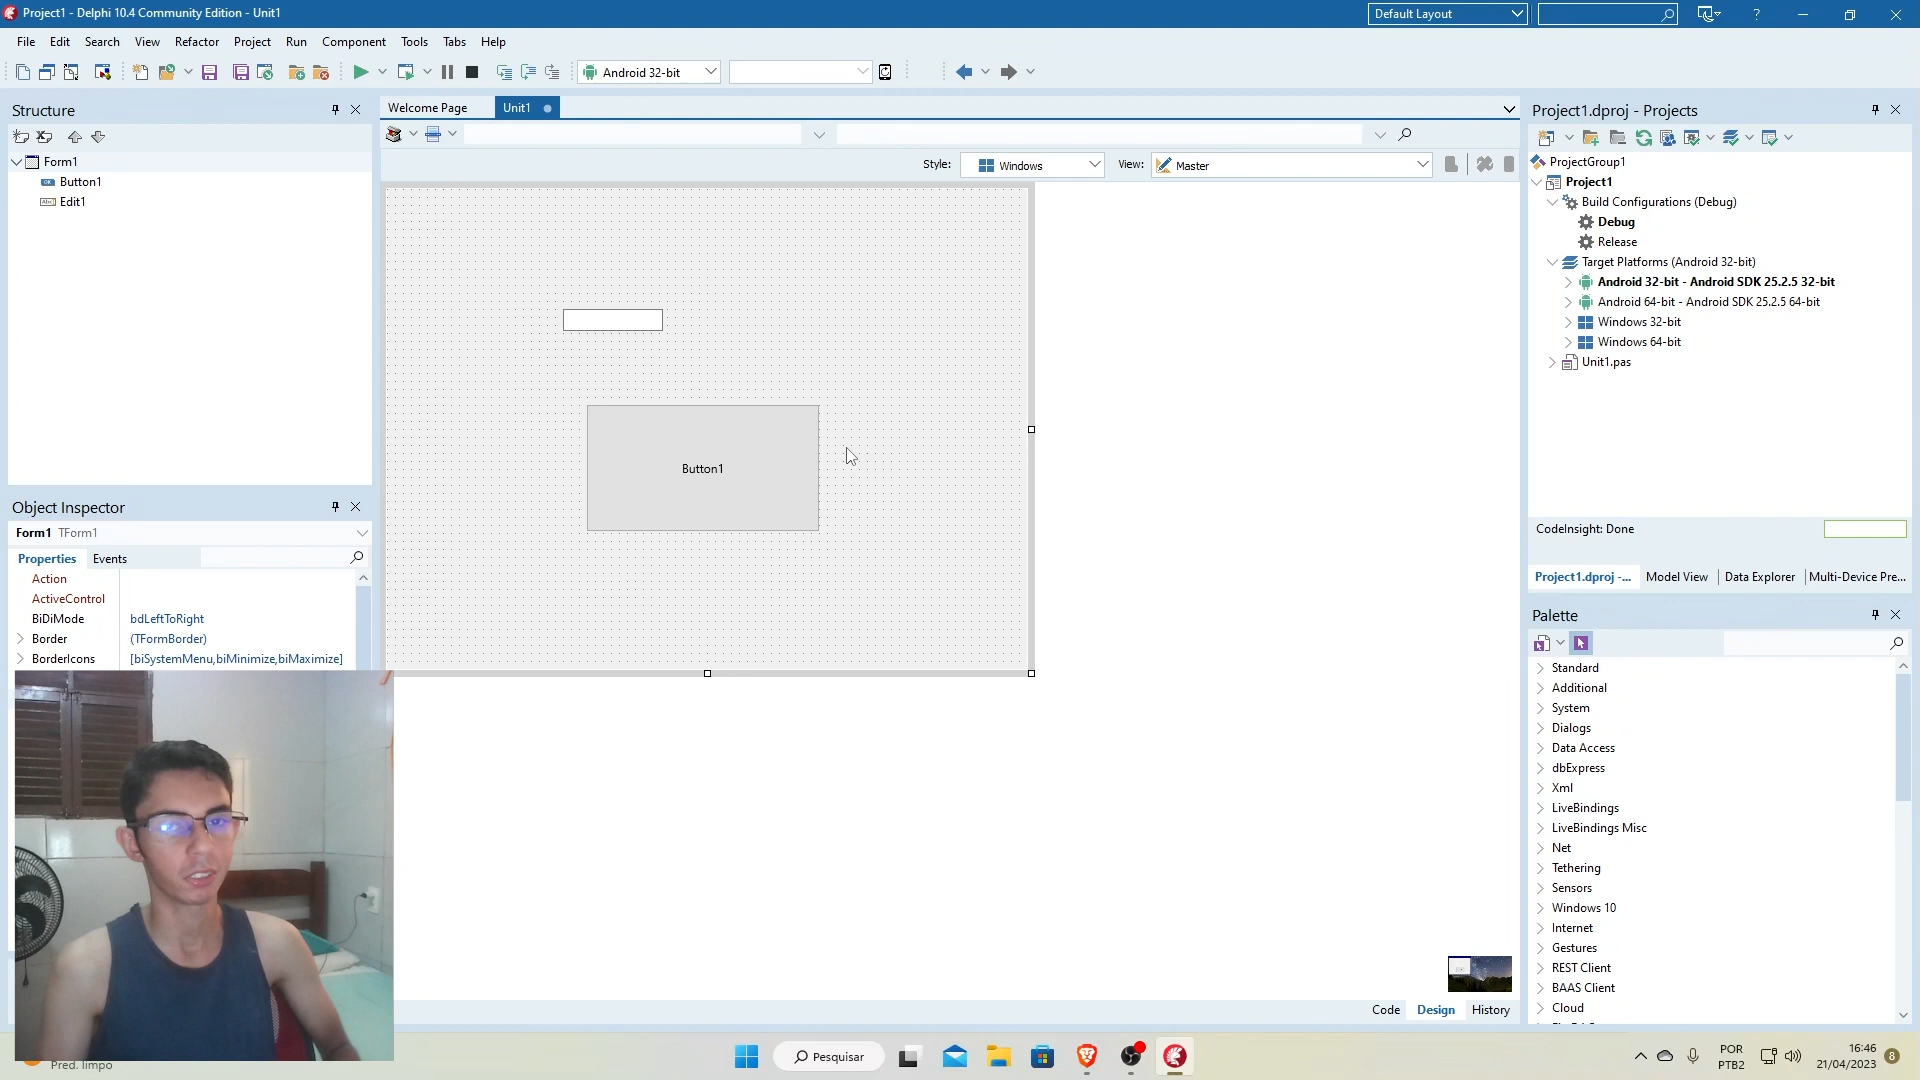 Project1 - Delphi 10.4 Community Edition - Unit1
Default Layout
File Edit Search View Refactor Project Run Component Tools Tabs Help
Android 32-bit
Structure
Form1
Button1
Edit1
Object Inspector
Form1 TForm1
Properties Events
Action
ActiveControl
BiDiMode bdLeftToRight
Border (TFormBorder)
BorderIcons [biSystemMenu,biMinimize,biMaximize]
Welcome Page Unit1
Style: Windows View: Master
Button1
Code Design History
Project1.dproj - Projects
ProjectGroup1
Project1
Build Configurations (Debug)
Debug
Release
Target Platforms (Android 32-bit)
Android 32-bit - Android SDK 25.2.5 32-bit
Android 64-bit - Android SDK 25.2.5 64-bit
Windows 32-bit
Windows 64-bit
Unit1.pas
CodeInsight: Done
Project1.dproj -... Model View Data Explorer Multi-Device Pre...
Palette
Standard
Additional
System
Dialogs
Data Access
dbExpress
Xml
LiveBindings
LiveBindings Misc
Net
Tethering
Sensors
Windows 10
Internet
Gestures
REST Client
BAAS Client
Cloud
Pred. limpo
Pesquisar
POR
PTB2
16:46
21/04/2023
8